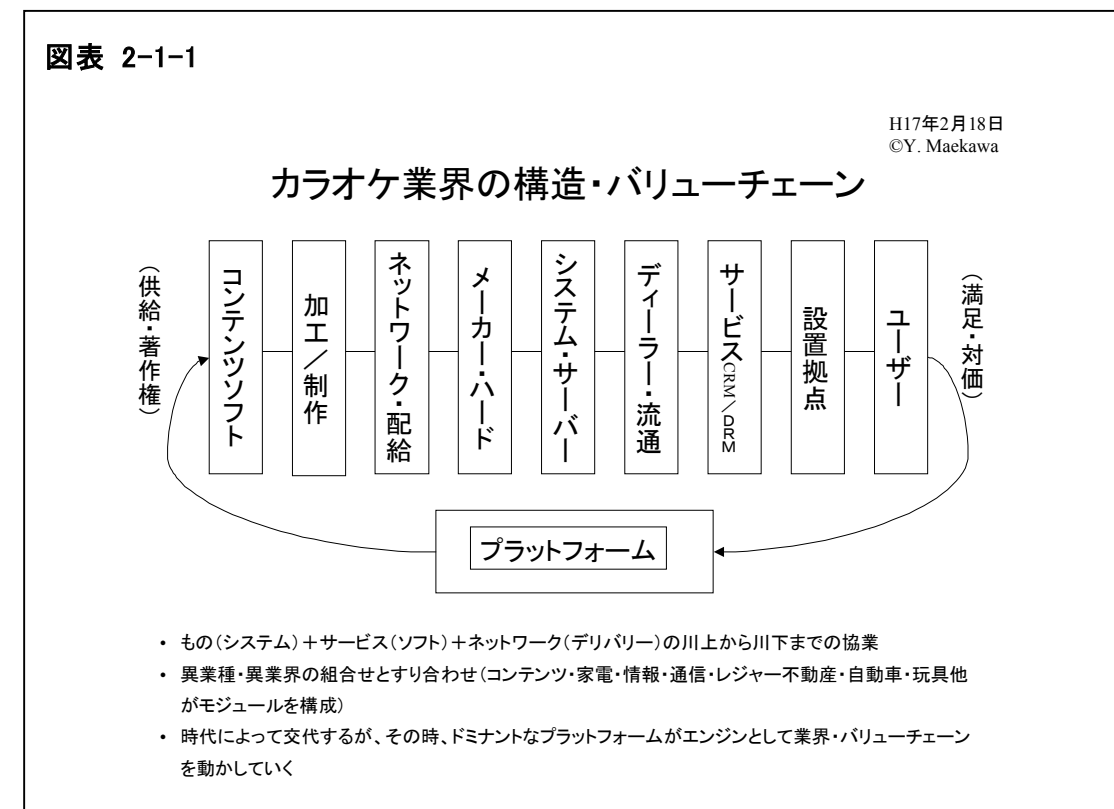 図表 2-1-1
H17年2月18日
©Y. Maekawa
カラオケ業界の構造・バリューチェーン
(供給・著作権)
コンテンツソフト
加工/制作
ネットワーク・配給
メーカー・ハード
システム・サーバー
ディーラー・流通
サービスCRM/DRM
設置拠点
ユーザー
(満足・対価)
プラットフォーム
・ もの(システム)+サービス(ソフト)+ネットワーク(デリバリー)の川上から川下までの協業
・ 異業種・異業界の組合せとすり合わせ(コンテンツ・家電・情報・通信・レジャー不動産・自動車・玩具他
がモジュールを構成)
・ 時代によって交代するが、その時、ドミナントなプラットフォームがエンジンとして業界・バリューチェーン
を動かしていく